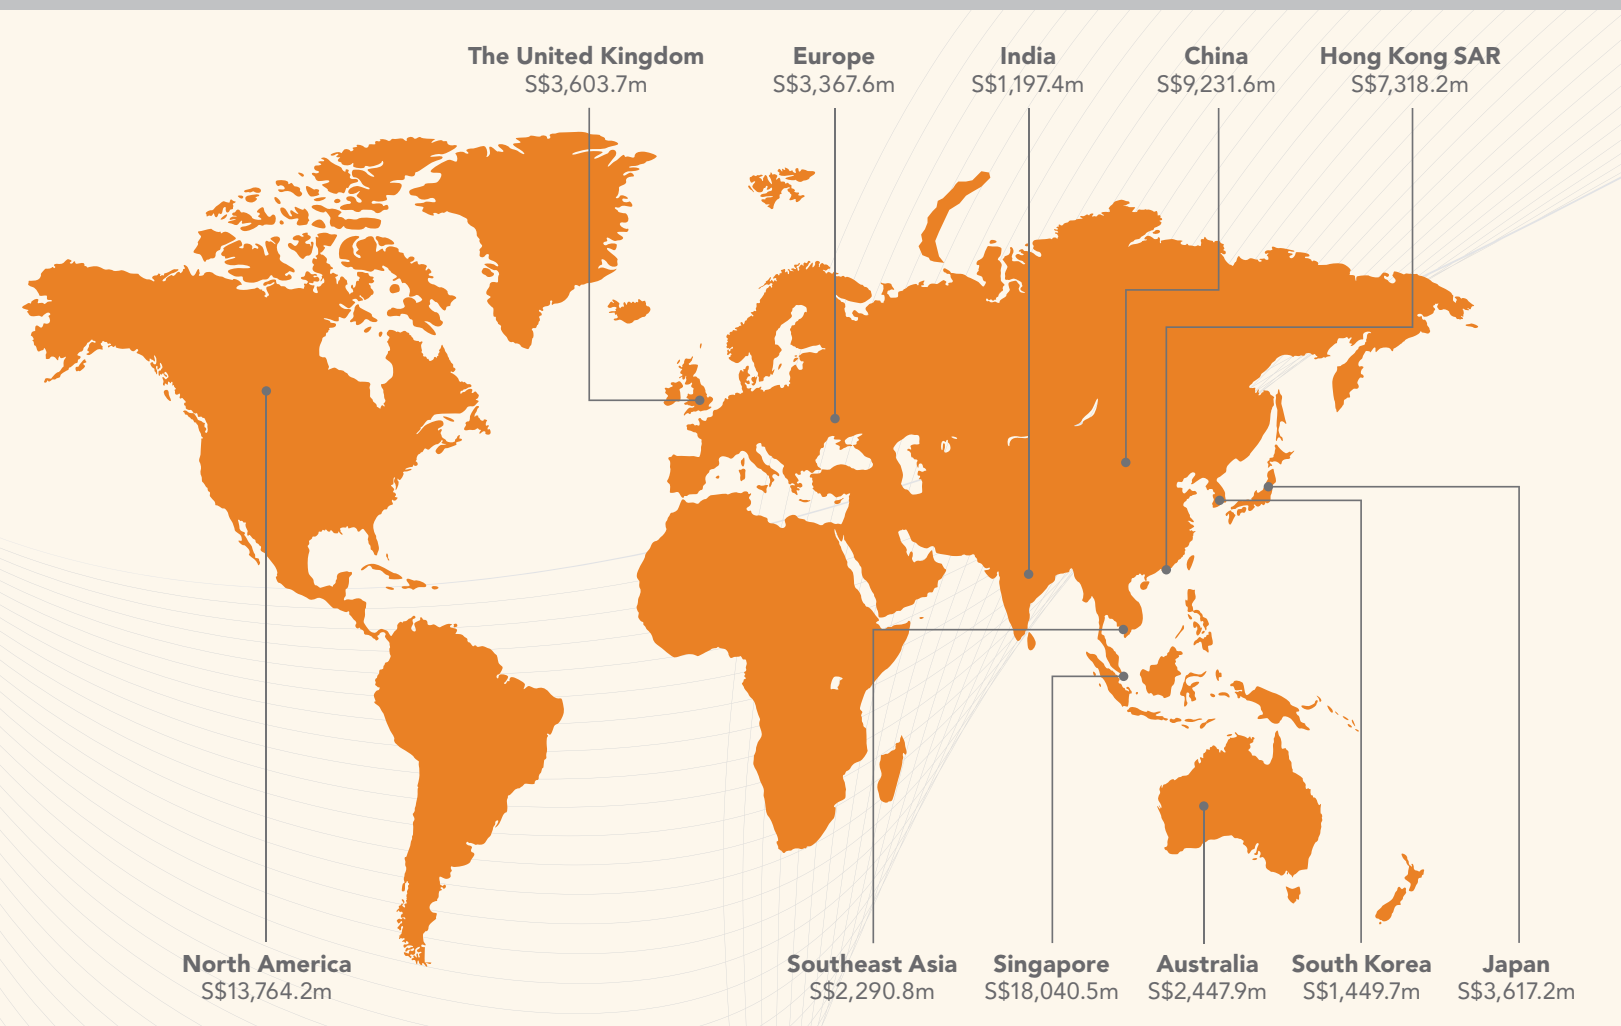 The United Kingdom
S$3,603.7m
Europe
S$3,367.6m
India
S$1,197.4m
China
S$9,231.6m
Hong Kong SAR
S$7,318.2m
North America
S$13,764.2m
Southeast Asia
S$2,290.8m
Singapore
S$18,040.5m
Australia
S$2,447.9m
South Korea
S$1,449.7m
Japan
S$3,617.2m